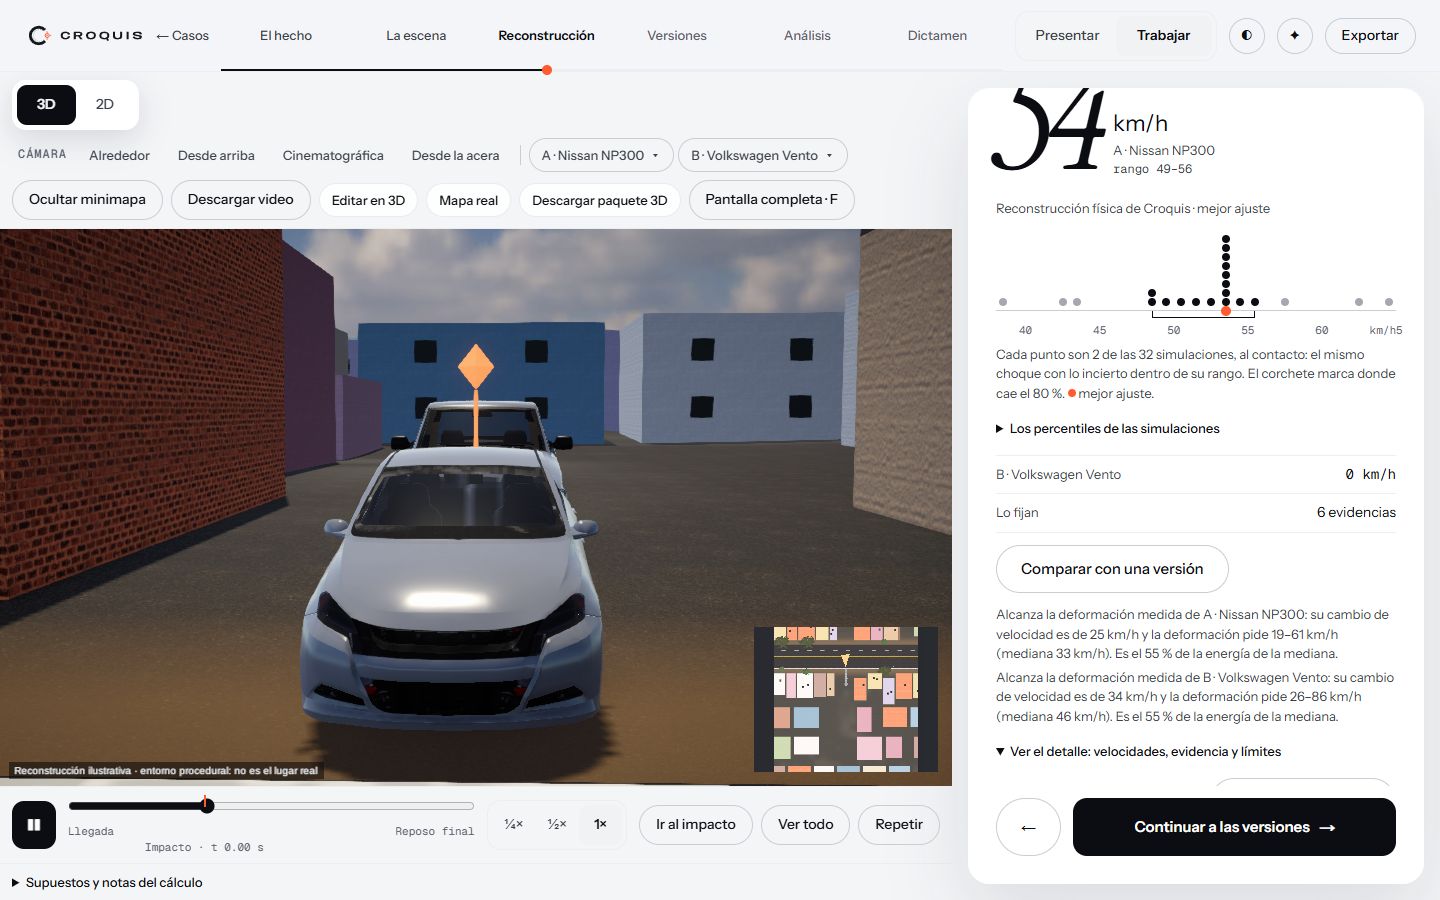 CROQUIS
← Casos
El hecho
La escena
Reconstrucción
Versiones
Análisis
Dictamen
Presentar
Trabajar
Exportar
3D
2D
CÁMARA
Alrededor
Desde arriba
Cinematográfica
Desde la acera
A · Nissan NP300
B · Volkswagen Vento
Ocultar minimapa
Descargar video
Editar en 3D
Mapa real
Descargar paquete 3D
Pantalla completa · F
Reconstrucción ilustrativa - entorno procedural: no es el lugar real
Llegada
Reposo final
Impacto · t 0.00 s
¼×
½×
1×
Ir al impacto
Ver todo
Repetir
Supuestos y notas del cálculo
54 km/h
A · Nissan NP300
rango 49–56
Reconstrucción física de Croquis · mejor ajuste
40
45
50
55
60
km/h5
Cada punto son 2 de las 32 simulaciones, al contacto: el mismo
choque con lo incierto dentro de su rango. El corchete marca donde
cae el 80 %. mejor ajuste.
Los percentiles de las simulaciones
B · Volkswagen Vento
0 km/h
Lo fijan
6 evidencias
Comparar con una versión
Alcanza la deformación medida de A · Nissan NP300: su cambio de
velocidad es de 25 km/h y la deformación pide 19–61 km/h
(mediana 33 km/h). Es el 55 % de la energía de la mediana.
Alcanza la deformación medida de B · Volkswagen Vento: su cambio
de velocidad es de 34 km/h y la deformación pide 26–86 km/h
(mediana 46 km/h). Es el 55 % de la energía de la mediana.
Ver el detalle: velocidades, evidencia y límites
←
Continuar a las versiones →